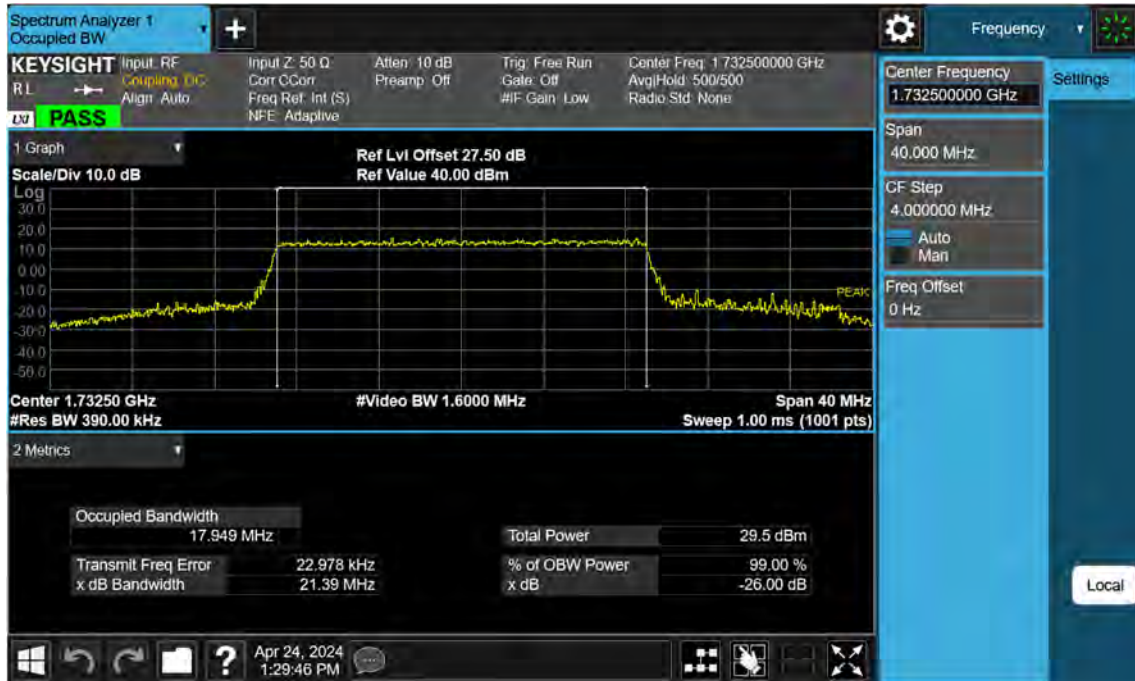 Spectrum Analyzer 1
Occupied BW
+
Frequency
KEYSIGHT
RL
LXI PASS
Input: RF
Coupling: DC
Align: Auto
Input Z: 50 Ω
Corr CCorr
Freq Ref: Int (S)
NFE: Adaptive
Atten: 10 dB
Preamp: Off
Trig: Free Run
Gate: Off
#IF Gain: Low
Center Freq: 1.732500000 GHz
Avg|Hold: 500/500
Radio Std: None
Center Frequency
1.732500000 GHz
Settings
Span
40.000 MHz
CF Step
4.000000 MHz
Auto
Man
Freq Offset
0 Hz
1 Graph
Scale/Div 10.0 dB
Ref Lvl Offset 27.50 dB
Ref Value 40.00 dBm
Log
30.0
20.0
10.0
0.00
-10.0
-20.0
-30.0
-40.0
-50.0
PEAK
Center 1.73250 GHz
#Video BW 1.6000 MHz
Span 40 MHz
#Res BW 390.00 kHz
Sweep 1.00 ms (1001 pts)
2 Metrics
Occupied Bandwidth
17.949 MHz
Total Power 29.5 dBm
Transmit Freq Error 22.978 kHz
% of OBW Power 99.00 %
x dB Bandwidth 21.39 MHz
x dB -26.00 dB
Local
?
Apr 24, 2024
1:29:46 PM